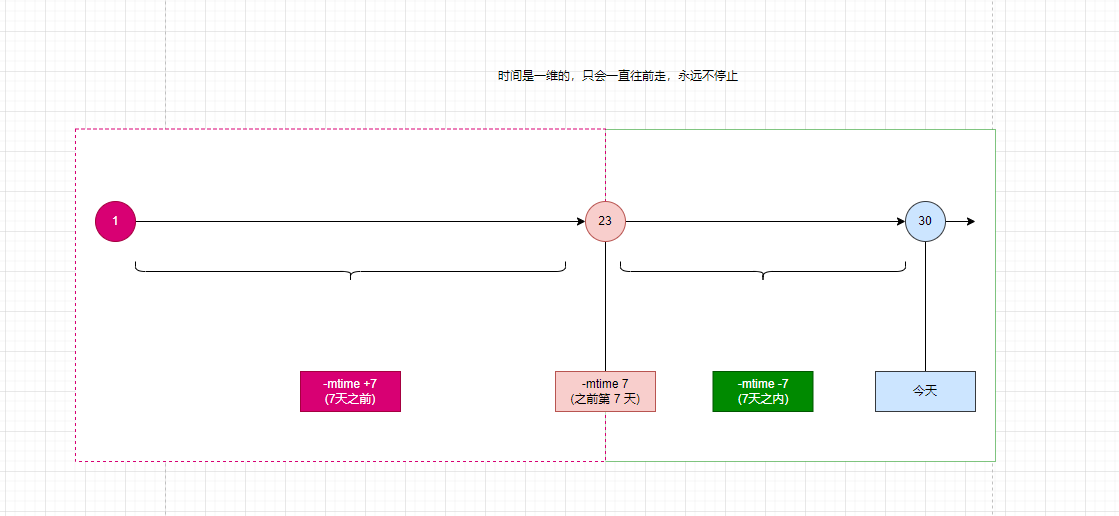 时间是一维的，只会一直往前走，永远不停止
1
23
30
-mtime +7
(7天之前)
-mtime 7
(之前第 7 天)
-mtime -7
(7天之内)
今天